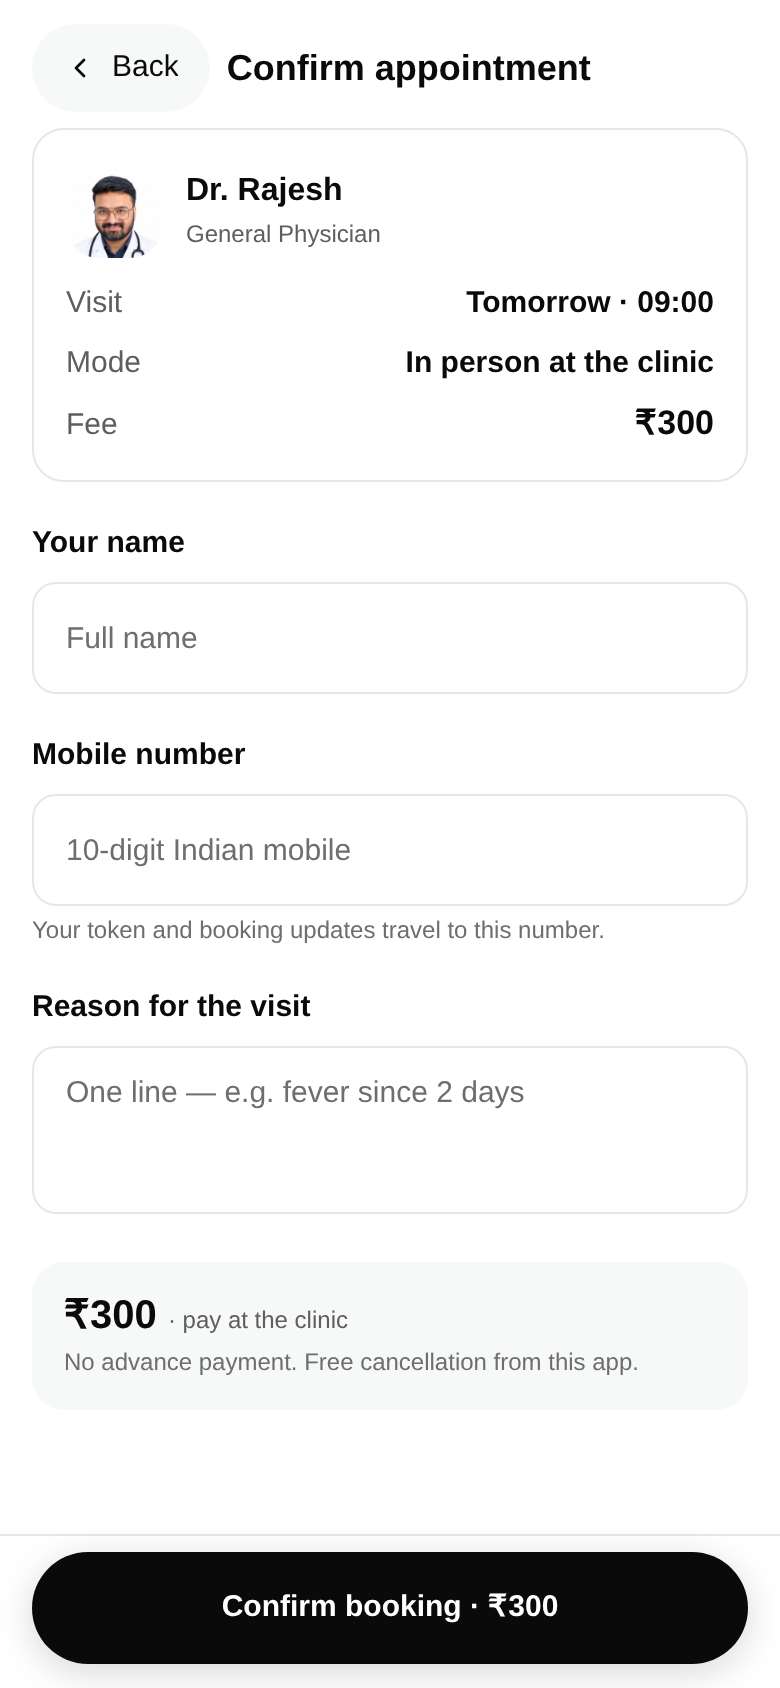 Back
Confirm appointment
Dr. Rajesh
General Physician
Visit
Tomorrow · 09:00
Mode
In person at the clinic
Fee
₹300
Your name
Full name
Mobile number
10-digit Indian mobile
Your token and booking updates travel to this number.
Reason for the visit
One line — e.g. fever since 2 days
₹300 · pay at the clinic
No advance payment. Free cancellation from this app.
Confirm booking · ₹300